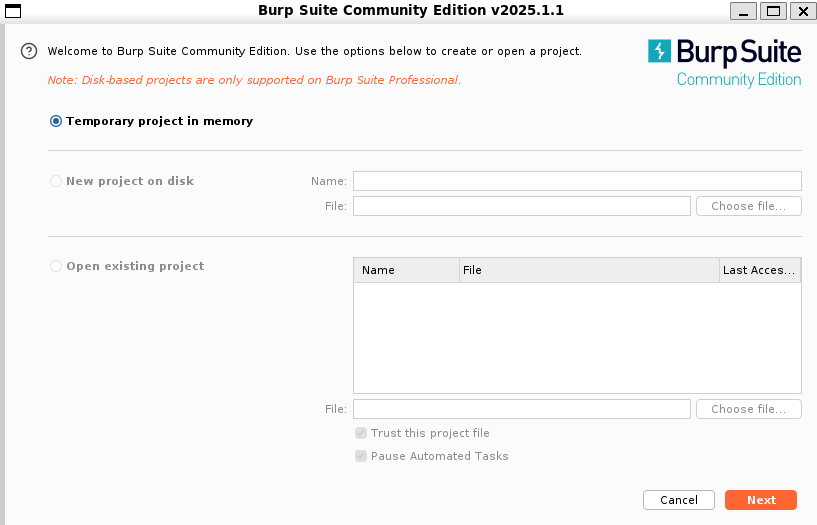 Burp Suite Community Edition v2025.1.1
Welcome to Burp Suite Community Edition. Use the options below to create or open a project.
Note: Disk-based projects are only supported on Burp Suite Professional.
Burp Suite
Community Edition
Temporary project in memory
New project on disk
Name:
File:
Choose file...
Open existing project
Name
File
Last Acces...
File:
Choose file...
Trust this project file
Pause Automated Tasks
Cancel
Next